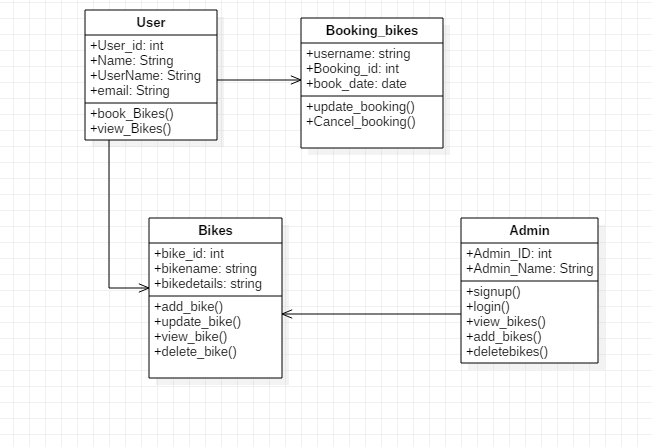 User
+User_id: int
+Name: String
+UserName: String
+email: String
+book_Bikes()
+view_Bikes()
Booking_bikes
+username: string
+Booking_id: int
+book_date: date
+update_booking()
+Cancel_booking()
Bikes
+bike_id: int
+bikename: string
+bikedetails: string
+add_bike()
+update_bike()
+view_bike()
+delete_bike()
Admin
+Admin_ID: int
+Admin_Name: String
+signup()
+login()
+view_bikes()
+add_bikes()
+deletebikes()